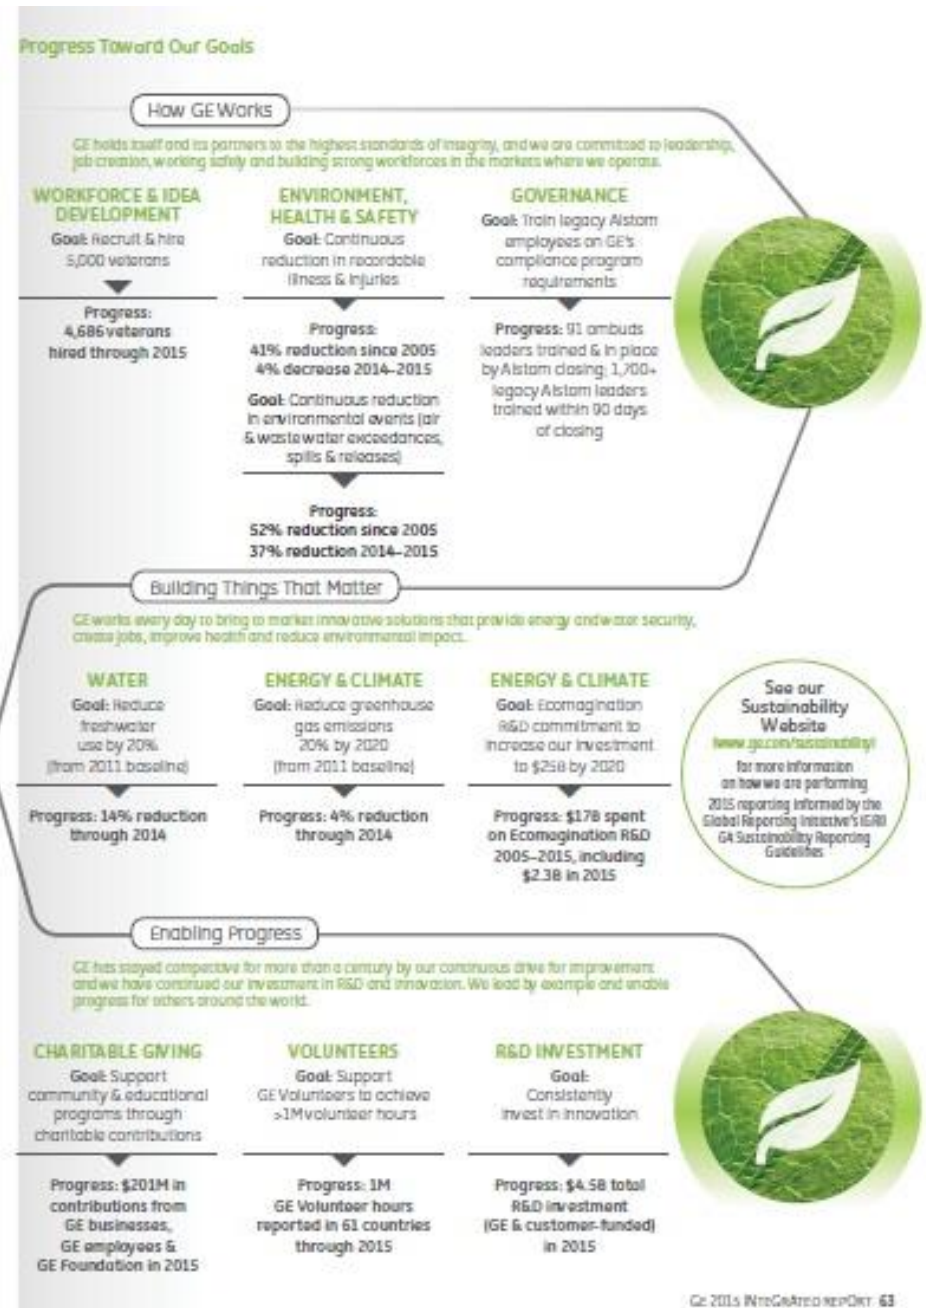 Progress Toward Our Goals
How GE Works
GE holds itself and its partners to the highest standards of integrity, and we are committed to leadership,
job creation, working safely and building strong workforces in the markets where we operate.
WORKFORCE & IDEA
DEVELOPMENT
Goal: Recruit & hire
5,000 veterans
Progress:
4,686 veterans
hired through 2015
ENVIRONMENT,
HEALTH & SAFETY
Goal: Continuous
reduction in recordable
illness & injuries
Progress:
41% reduction since 2005
4% decrease 2014–2015
Goal: Continuous reduction
in environmental events (air
& wastewater exceedances,
spills & releases)
Progress:
52% reduction since 2005
37% reduction 2014–2015
GOVERNANCE
Goal: Train legacy Alstom
employees on GE's
compliance program
requirements
Progress: 91 ombuds
leaders trained & in place
by Alstom closing; 1,700+
legacy Alstom leaders
trained within 90 days
of closing
Building Things That Matter
GE works every day to bring to market innovative solutions that provide energy and water security,
create jobs, improve health and reduce environmental impact.
WATER
Goal: Reduce
freshwater
use by 20%
(from 2011 baseline)
Progress: 14% reduction
through 2014
ENERGY & CLIMATE
Goal: Reduce greenhouse
gas emissions
20% by 2020
(from 2011 baseline)
Progress: 4% reduction
through 2014
ENERGY & CLIMATE
Goal: Ecomagination
R&D commitment to
increase our investment
to $25B by 2020
Progress: $17B spent
on Ecomagination R&D
2005–2015, including
$2.3B in 2015
See our
Sustainability
Website
(www.ge.com/sustainability)
for more information
on how we are performing
2015 reporting informed by the
Global Reporting Initiative's (GRI)
G4 Sustainability Reporting
Guidelines
Enabling Progress
GE has stayed competitive for more than a century by our continuous drive for improvement
and we have continued our investment in R&D and innovation. We lead by example and enable
progress for others around the world.
CHARITABLE GIVING
Goal: Support
community & educational
programs through
charitable contributions
Progress: $201M in
contributions from
GE businesses,
GE employees &
GE Foundation in 2015
VOLUNTEERS
Goal: Support
GE Volunteers to achieve
>1M volunteer hours
Progress: 1M
GE Volunteer hours
reported in 61 countries
through 2015
R&D INVESTMENT
Goal:
Consistently
invest in innovation
Progress: $4.5B total
R&D investment
(GE & customer-funded)
in 2015
GE 2015 INTEGRATED REPORT 63